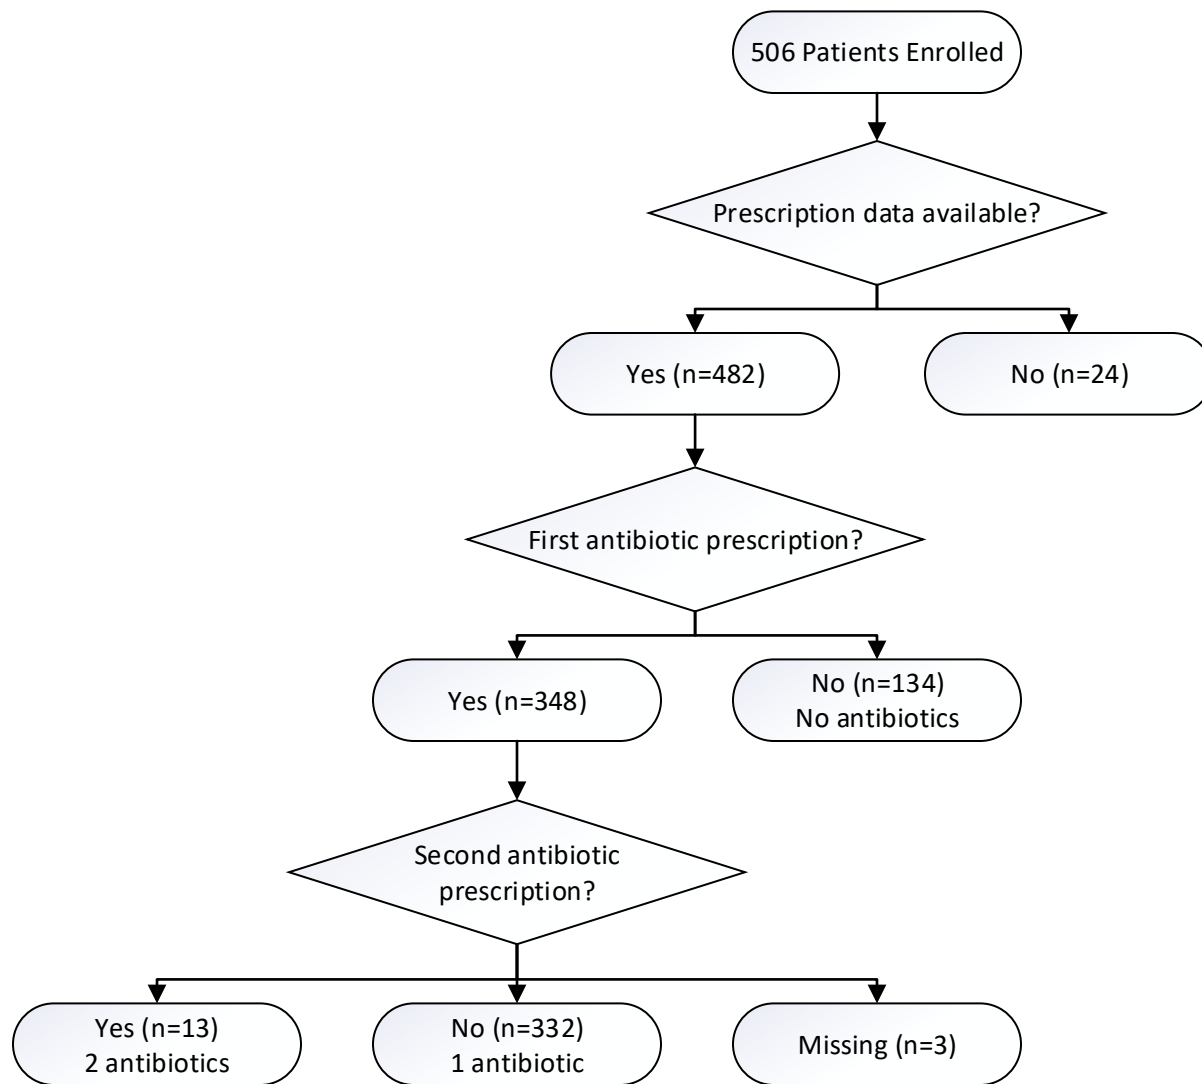 506 Patients Enrolled
Prescription data available?
Yes (n=482)
No (n=24)
First antibiotic prescription?
Yes (n=348)
No (n=134)
No antibiotics
Second antibiotic
prescription?
Yes (n=13)
2 antibiotics
No (n=332)
1 antibiotic
Missing (n=3)